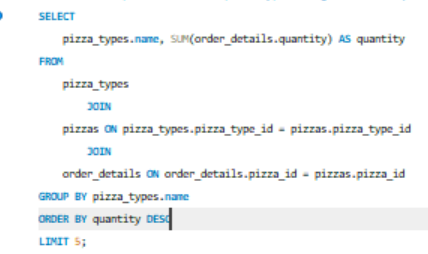 SELECT
pizza_types.name, SUM(order_details.quantity) AS quantity
FROM
pizza_types
JOIN
pizzas ON pizza_types.pizza_type_id = pizzas.pizza_type_id
JOIN
order_details ON order_details.pizza_id = pizzas.pizza_id
GROUP BY pizza_types.name
ORDER BY quantity DESC
LIMIT 5;